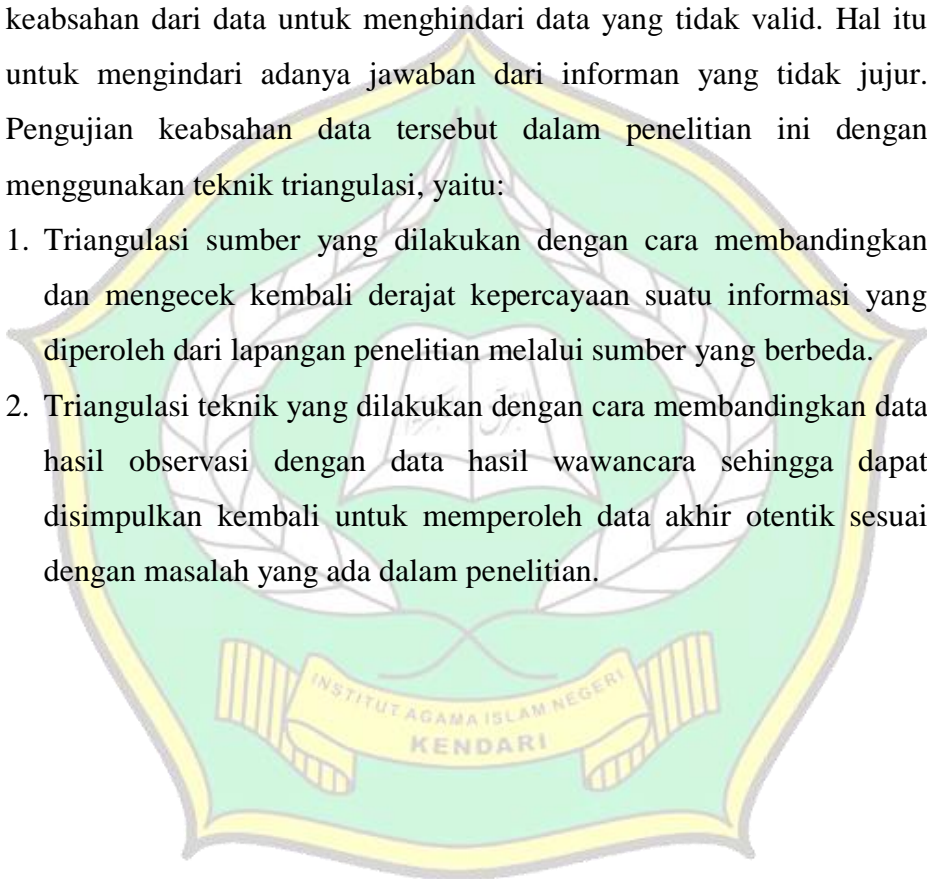 keabsahan dari data untuk menghindari data yang tidak valid. Hal itu
untuk mengindari adanya jawaban dari informan yang tidak jujur.
Pengujian keabsahan data tersebut dalam penelitian ini dengan
menggunakan teknik triangulasi, yaitu:
1. Triangulasi sumber yang dilakukan dengan cara membandingkan
dan mengecek kembali derajat kepercayaan suatu informasi yang
diperoleh dari lapangan penelitian melalui sumber yang berbeda.
2. Triangulasi teknik yang dilakukan dengan cara membandingkan data
hasil observasi dengan data hasil wawancara sehingga dapat
disimpulkan kembali untuk memperoleh data akhir otentik sesuai
dengan masalah yang ada dalam penelitian.
INSTITUT AGAMA ISLAM NEGERI
KENDARI